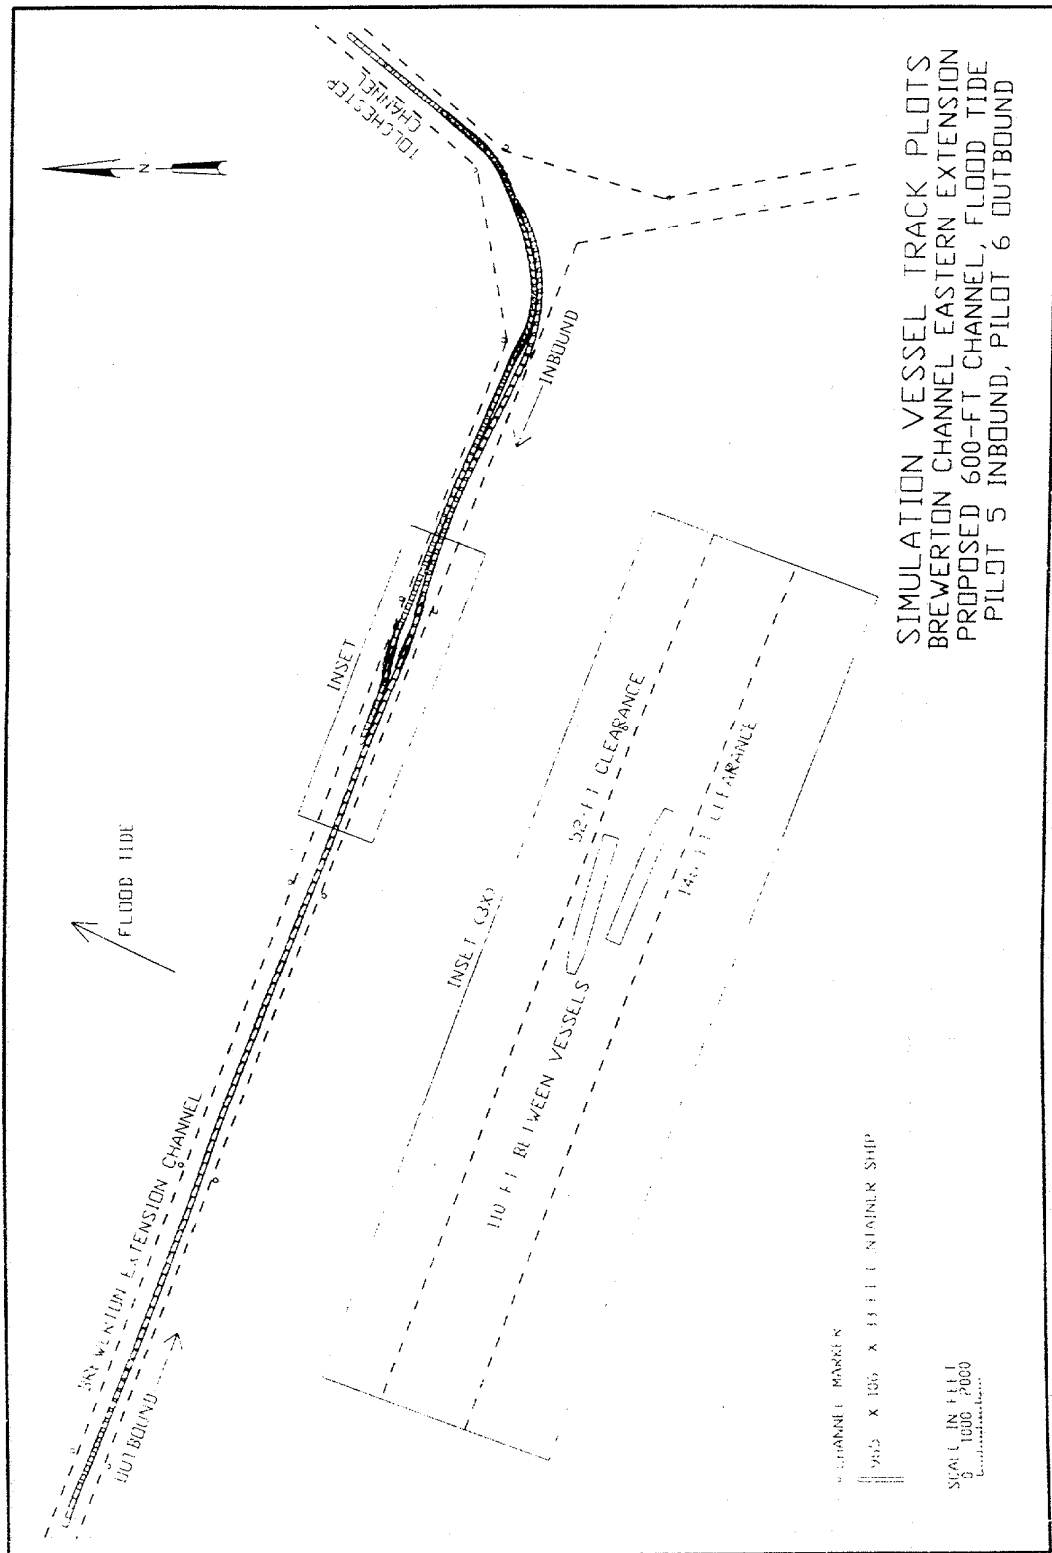 TOLCHESTER
CHANNEL
N
INBOUND
INSET
FLOOD TIDE
EXTENSION CHANNEL
OUTBOUND
INSET (3X)
CLEARANCE
CLEARANCE
110 FT BETWEEN VESSELS
CHANNEL MARKER
X 106 X SHIP
SCALE IN FEET
0 1000 2000
SIMULATION VESSEL TRACK PLOTS
BREWERTON CHANNEL EASTERN EXTENSION
PROPOSED 600-FT CHANNEL, FLOOD TIDE
PILOT 5 INBOUND, PILOT 6 OUTBOUND